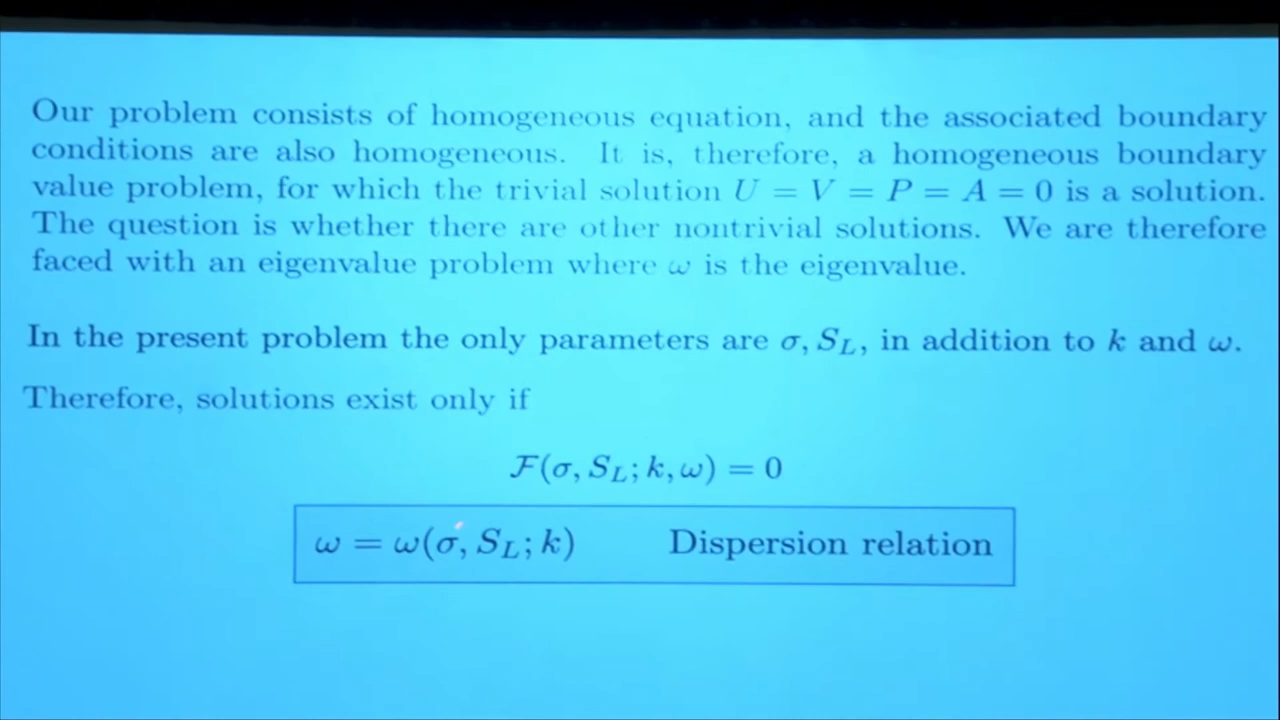 Our problem consists of homogeneous equation, and the associated boundary
conditions are also homogeneous. It is, therefore, a homogeneous boundary
value problem, for which the trivial solution U = V = P = A = 0 is a solution.
The question is whether there are other nontrivial solutions. We are therefore
faced with an eigenvalue problem where ω is the eigenvalue.
In the present problem the only parameters are σ, S_L, in addition to k and ω.
Therefore, solutions exist only if
ℱ(σ, S_L; k, ω) = 0
ω = ω(σ, S_L; k) Dispersion relation